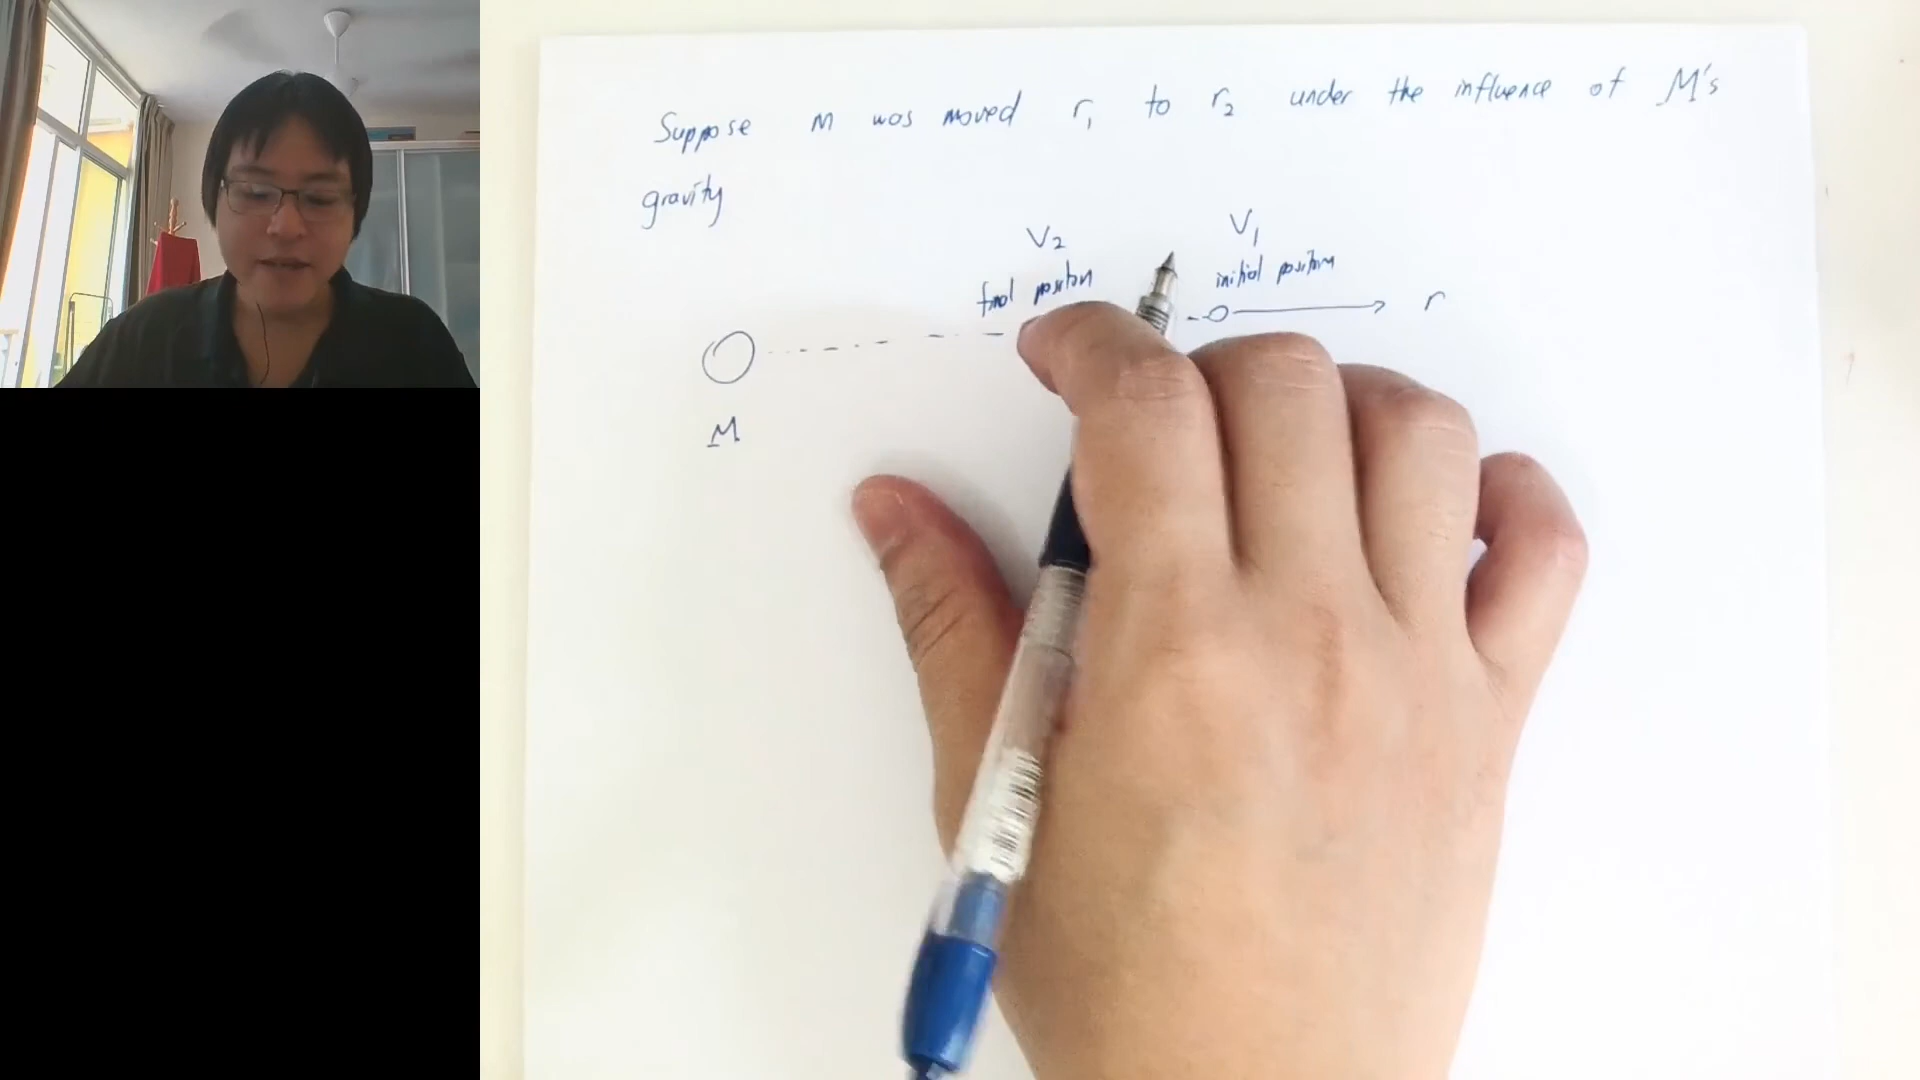 Suppose m was moved r₁ to r₂ under the influence of M's
gravity
V₂ V₁
final position initial position
r
M